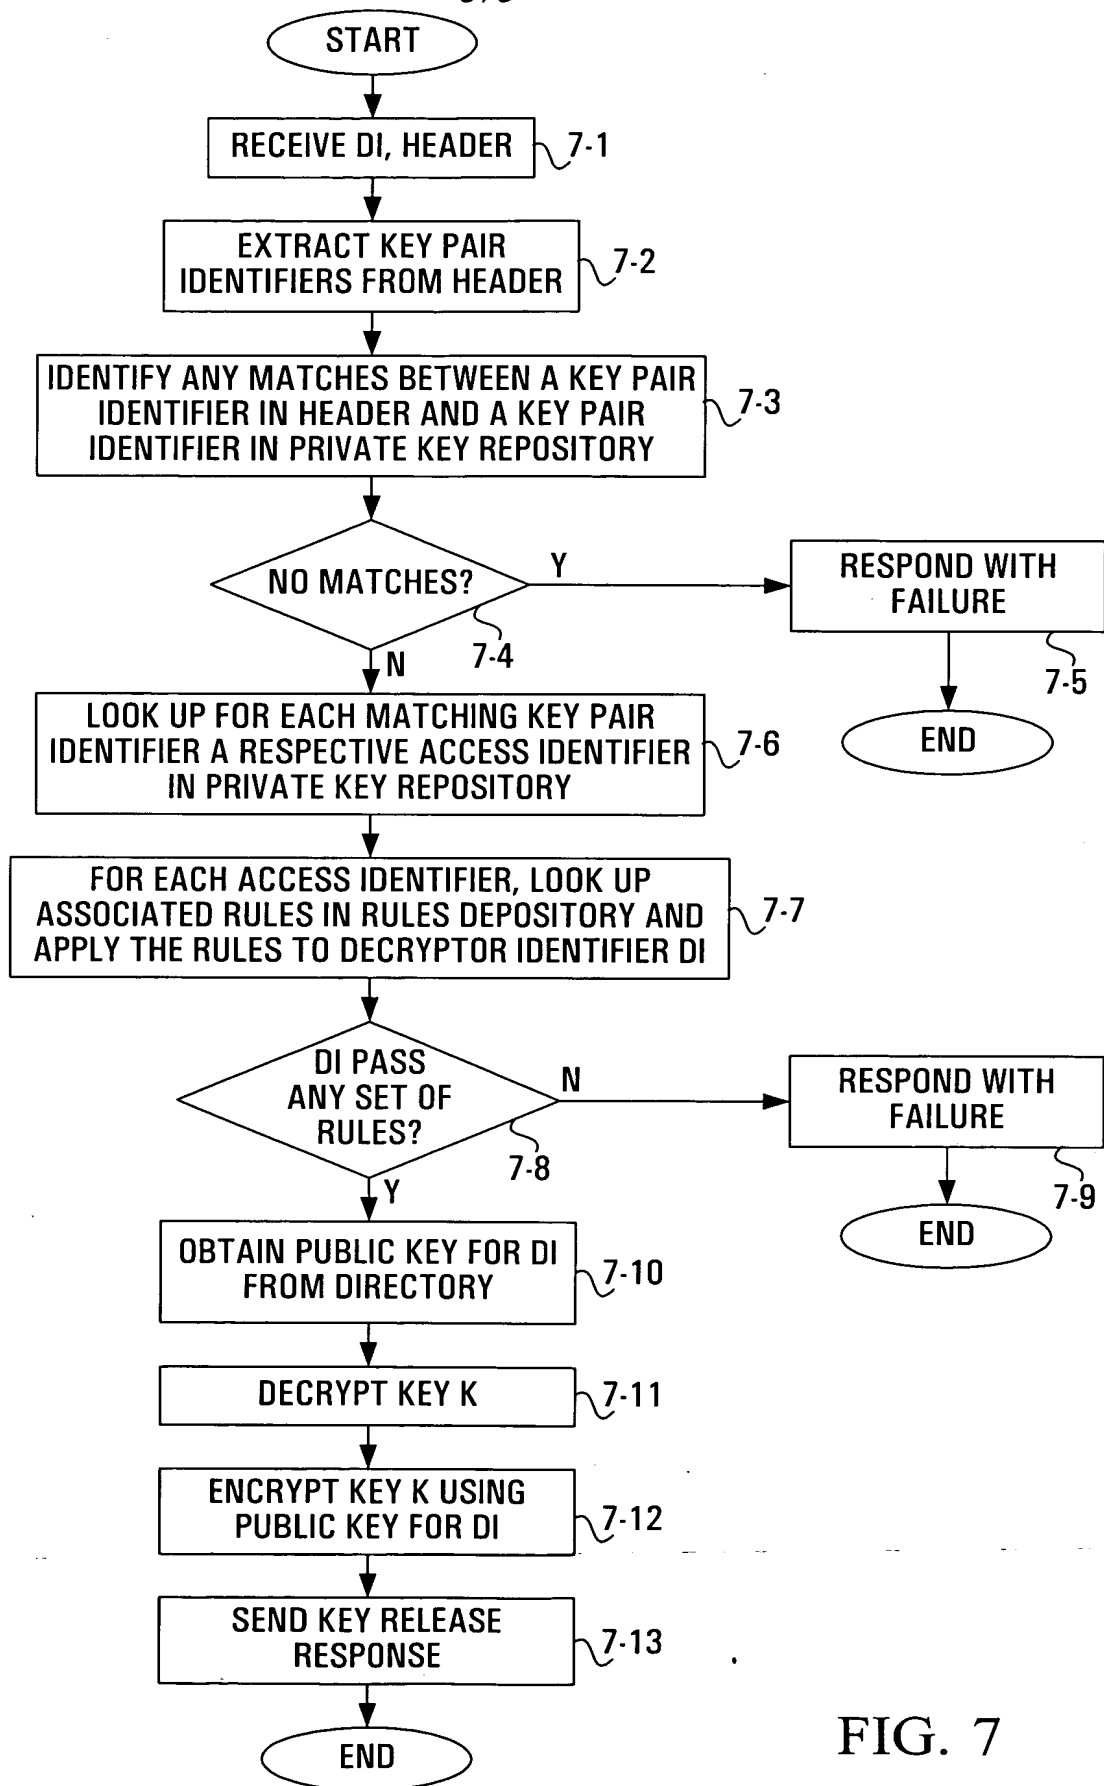 START
RECEIVE DI, HEADER
7-1
EXTRACT KEY PAIR
IDENTIFIERS FROM HEADER
7-2
IDENTIFY ANY MATCHES BETWEEN A KEY PAIR
IDENTIFIER IN HEADER AND A KEY PAIR
IDENTIFIER IN PRIVATE KEY REPOSITORY
7-3
NO MATCHES?
Y
7-4
N
RESPOND WITH
FAILURE
7-5
END
LOOK UP FOR EACH MATCHING KEY PAIR
IDENTIFIER A RESPECTIVE ACCESS IDENTIFIER
IN PRIVATE KEY REPOSITORY
7-6
FOR EACH ACCESS IDENTIFIER, LOOK UP
ASSOCIATED RULES IN RULES DEPOSITORY AND
APPLY THE RULES TO DECRYPTOR IDENTIFIER DI
7-7
DI PASS
ANY SET OF
RULES?
N
7-8
Y
RESPOND WITH
FAILURE
7-9
END
OBTAIN PUBLIC KEY FOR DI
FROM DIRECTORY
7-10
DECRYPT KEY K
7-11
ENCRYPT KEY K USING
PUBLIC KEY FOR DI
7-12
SEND KEY RELEASE
RESPONSE
7-13
END
FIG. 7